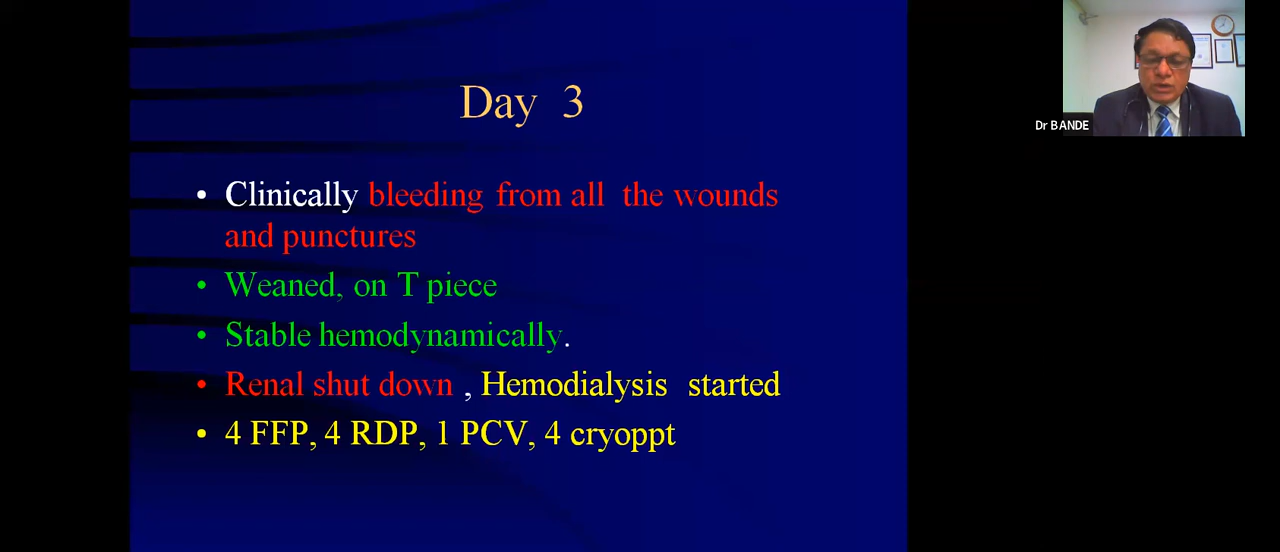 Day 3
• Clinically bleeding from all the wounds
and punctures
• Weaned, on T piece
• Stable hemodynamically.
• Renal shut down , Hemodialysis started
• 4 FFP, 4 RDP, 1 PCV, 4 cryoppt
Dr BANDE